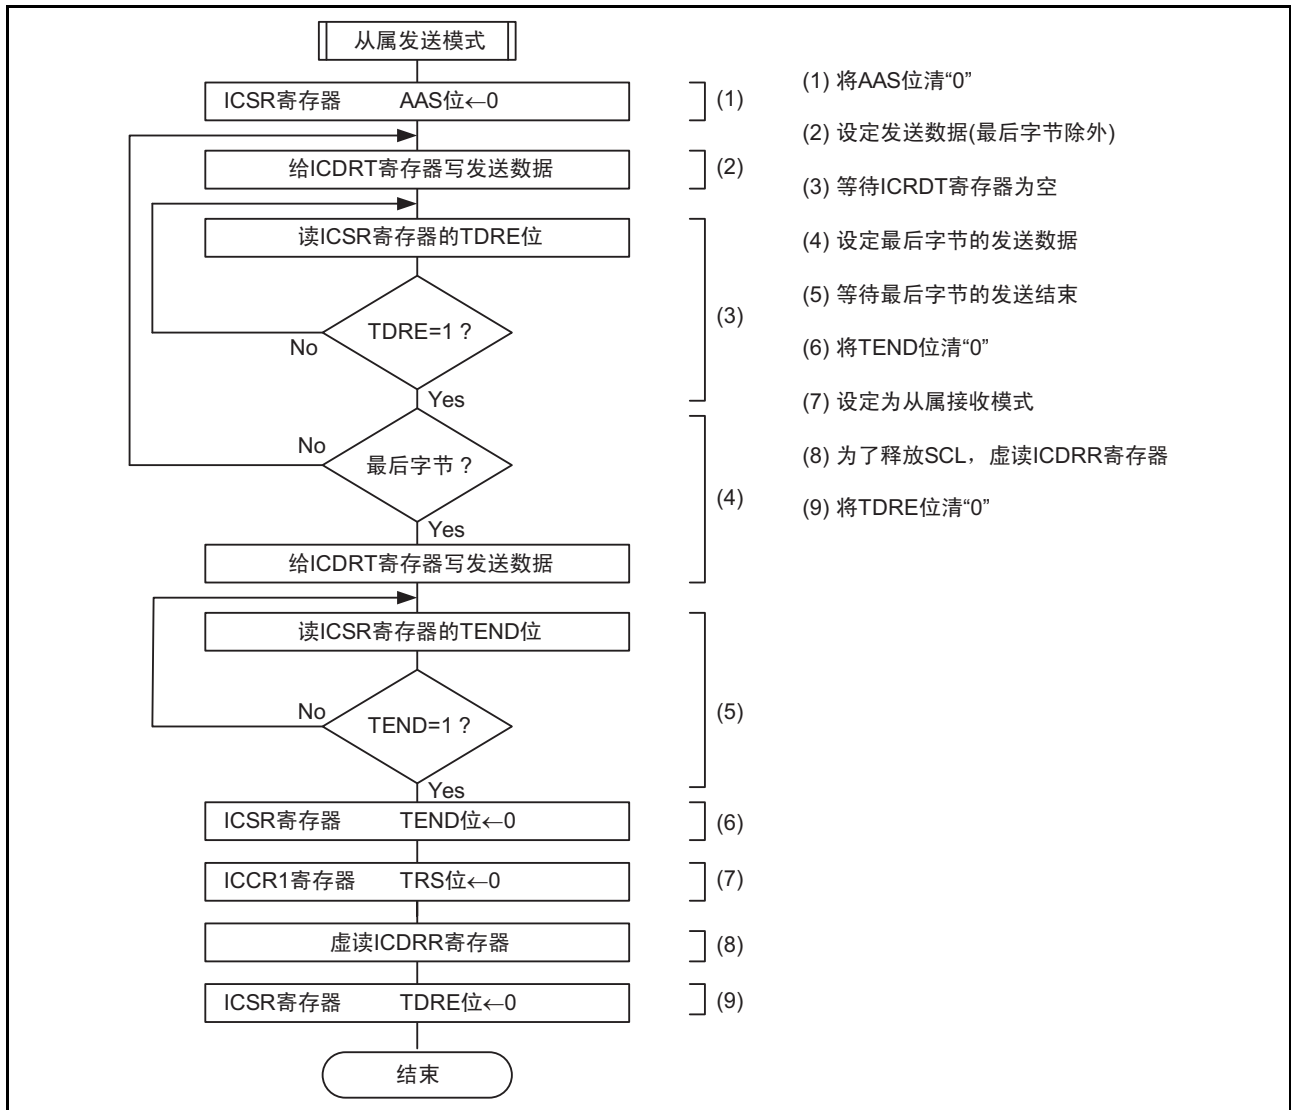 从属发送模式
ICSR寄存器 AAS位←0
(1)
给ICDRT寄存器写发送数据
(2)
读ICSR寄存器的TDRE位
TDRE=1 ?
No
Yes
(3)
最后字节 ?
No
Yes
给ICDRT寄存器写发送数据
(4)
读ICSR寄存器的TEND位
TEND=1 ?
No
Yes
(5)
ICSR寄存器 TEND位←0
(6)
ICCR1寄存器 TRS位←0
(7)
虚读ICDRR寄存器
(8)
ICSR寄存器 TDRE位←0
(9)
结束
(1) 将AAS位清“0”
(2) 设定发送数据(最后字节除外)
(3) 等待ICRDT寄存器为空
(4) 设定最后字节的发送数据
(5) 等待最后字节的发送结束
(6) 将TEND位清“0”
(7) 设定为从属接收模式
(8) 为了释放SCL，虚读ICDRR寄存器
(9) 将TDRE位清“0”